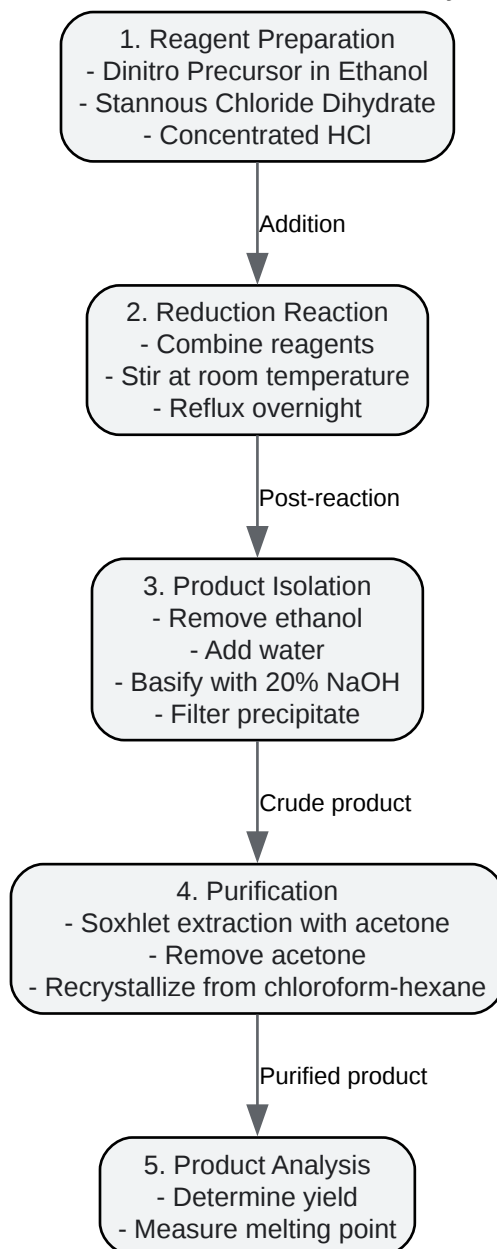 1. Reagent Preparation
- Dinitro Precursor in Ethanol
- Stannous Chloride Dihydrate
- Concentrated HCl
Addition
2. Reduction Reaction
- Combine reagents
- Stir at room temperature
- Reflux overnight
Post-reaction
3. Product Isolation
- Remove ethanol
- Add water
- Basify with 20% NaOH
- Filter precipitate
Crude product
4. Purification
- Soxhlet extraction with acetone
- Remove acetone
- Recrystallize from chloroform-hexane
Purified product
5. Product Analysis
- Determine yield
- Measure melting point